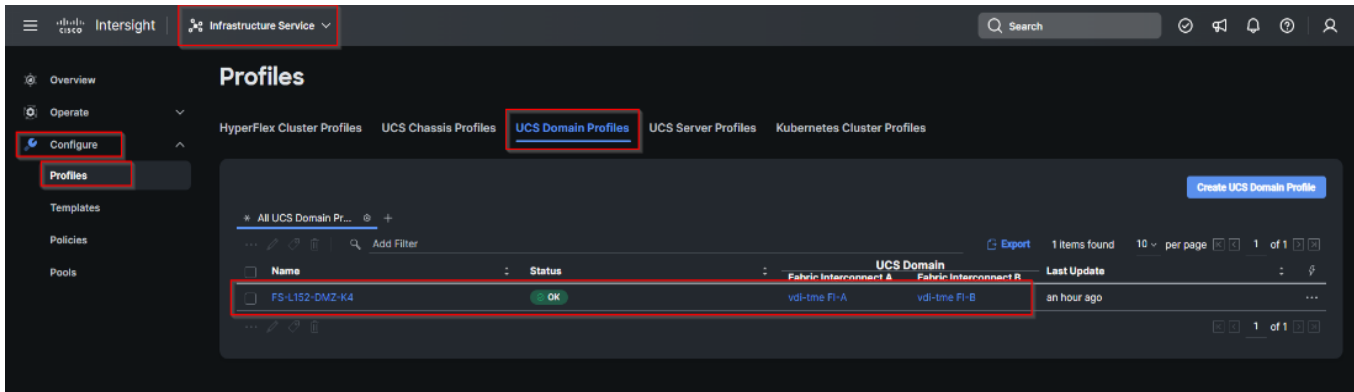 cisco Intersight Infrastructure Service Search
Overview
Operate
Configure
Profiles
Templates
Policies
Pools
Profiles
HyperFlex Cluster Profiles UCS Chassis Profiles UCS Domain Profiles UCS Server Profiles Kubernetes Cluster Profiles
Create UCS Domain Profile
All UCS Domain Pr...
Add Filter Export 1 items found 10 per page 1 of 1
UCS Domain
Name Status Fabric Interconnect A Fabric Interconnect B Last Update
FS-L152-DMZ-K4 OK vdi-tme FI-A vdi-tme FI-B an hour ago
1 of 1